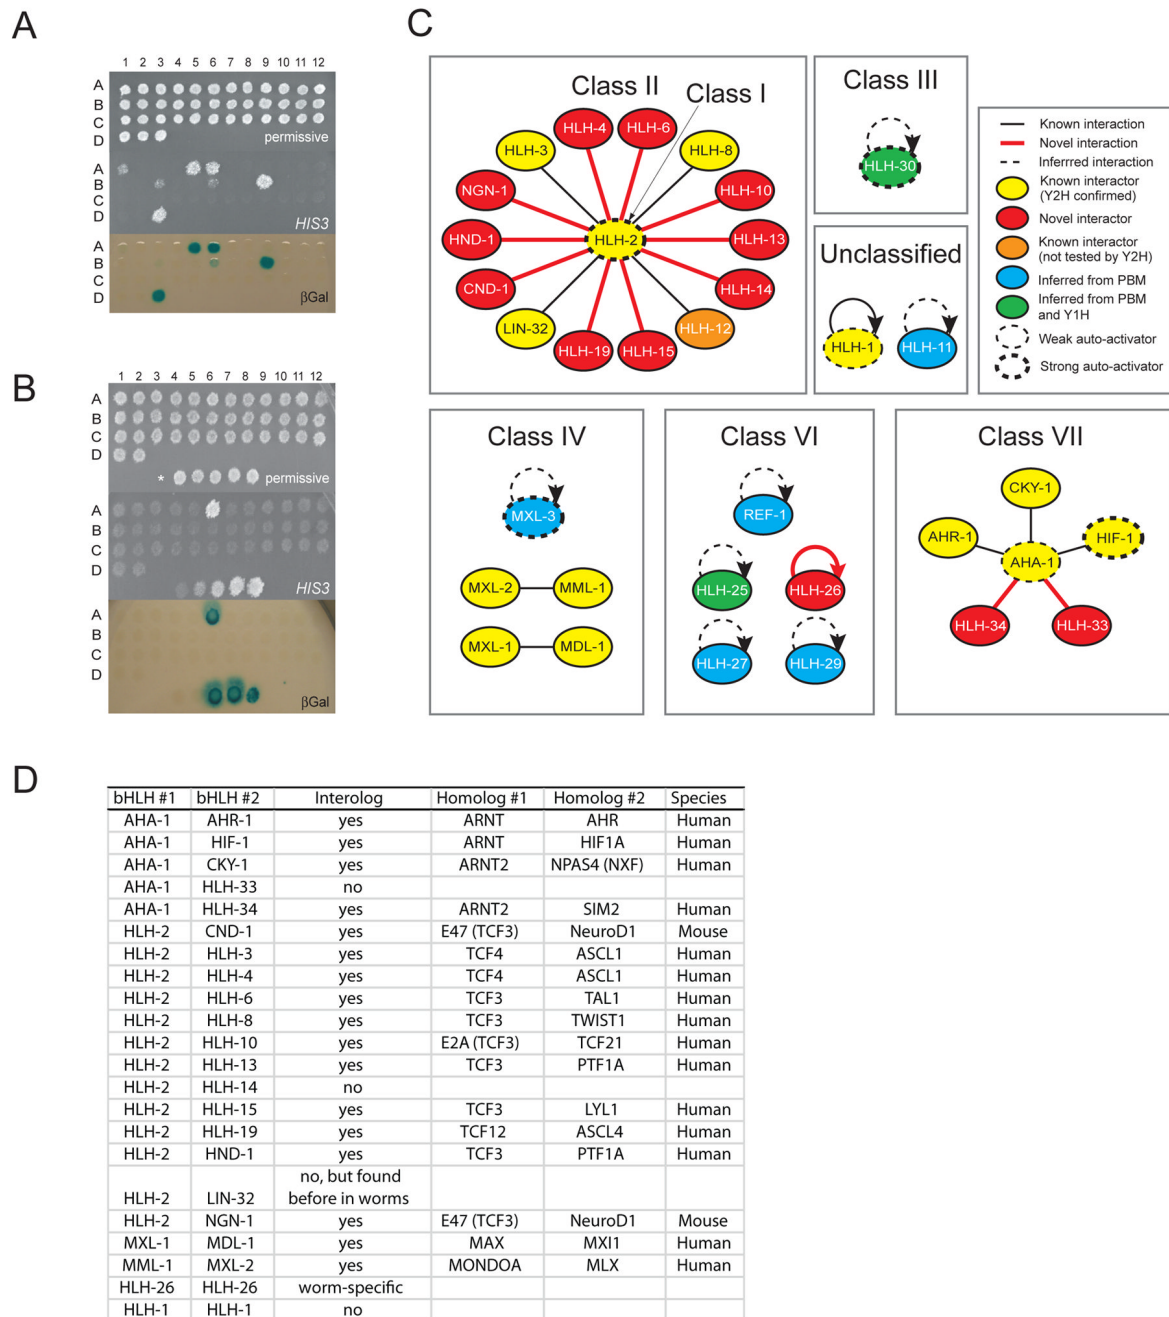 A
1 2 3 4 5 6 7 8 9 10 11 12
A
B
C
D
permissive
A
B
C
D
HIS3
A
B
C
D
βGal
B
1 2 3 4 5 6 7 8 9 10 11 12
A
B
C
D
* permissive
A
B
C
D
HIS3
A
B
C
D
βGal
C
Class II
Class I
HLH-4
HLH-6
HLH-3
HLH-8
NGN-1
HLH-10
HND-1
HLH-2
HLH-13
CND-1
HLH-14
LIN-32
HLH-12
HLH-19
HLH-15
Class III
HLH-30
Unclassified
HLH-1
HLH-11
Known interaction
Novel interaction
Inferrred interaction
Known interactor
(Y2H confirmed)
Novel interactor
Known interactor
(not tested by Y2H)
Inferred from PBM
Inferred from PBM
and Y1H
Weak auto-activator
Strong auto-activator
Class IV
MXL-3
MXL-2
MML-1
MXL-1
MDL-1
Class VI
REF-1
HLH-25
HLH-26
HLH-27
HLH-29
Class VII
CKY-1
AHR-1
HIF-1
AHA-1
HLH-34
HLH-33
D
bHLH #1 bHLH #2 Interolog Homolog #1 Homolog #2 Species
AHA-1 AHR-1 yes ARNT AHR Human
AHA-1 HIF-1 yes ARNT HIF1A Human
AHA-1 CKY-1 yes ARNT2 NPAS4 (NXF) Human
AHA-1 HLH-33 no
AHA-1 HLH-34 yes ARNT2 SIM2 Human
HLH-2 CND-1 yes E47 (TCF3) NeuroD1 Mouse
HLH-2 HLH-3 yes TCF4 ASCL1 Human
HLH-2 HLH-4 yes TCF4 ASCL1 Human
HLH-2 HLH-6 yes TCF3 TAL1 Human
HLH-2 HLH-8 yes TCF3 TWIST1 Human
HLH-2 HLH-10 yes E2A (TCF3) TCF21 Human
HLH-2 HLH-13 yes TCF3 PTF1A Human
HLH-2 HLH-14 no
HLH-2 HLH-15 yes TCF3 LYL1 Human
HLH-2 HLH-19 yes TCF12 ASCL4 Human
HLH-2 HND-1 yes TCF3 PTF1A Human
no, but found
HLH-2 LIN-32 before in worms
HLH-2 NGN-1 yes E47 (TCF3) NeuroD1 Mouse
MXL-1 MDL-1 yes MAX MXI1 Human
MML-1 MXL-2 yes MONDOA MLX Human
HLH-26 HLH-26 worm-specific
HLH-1 HLH-1 no